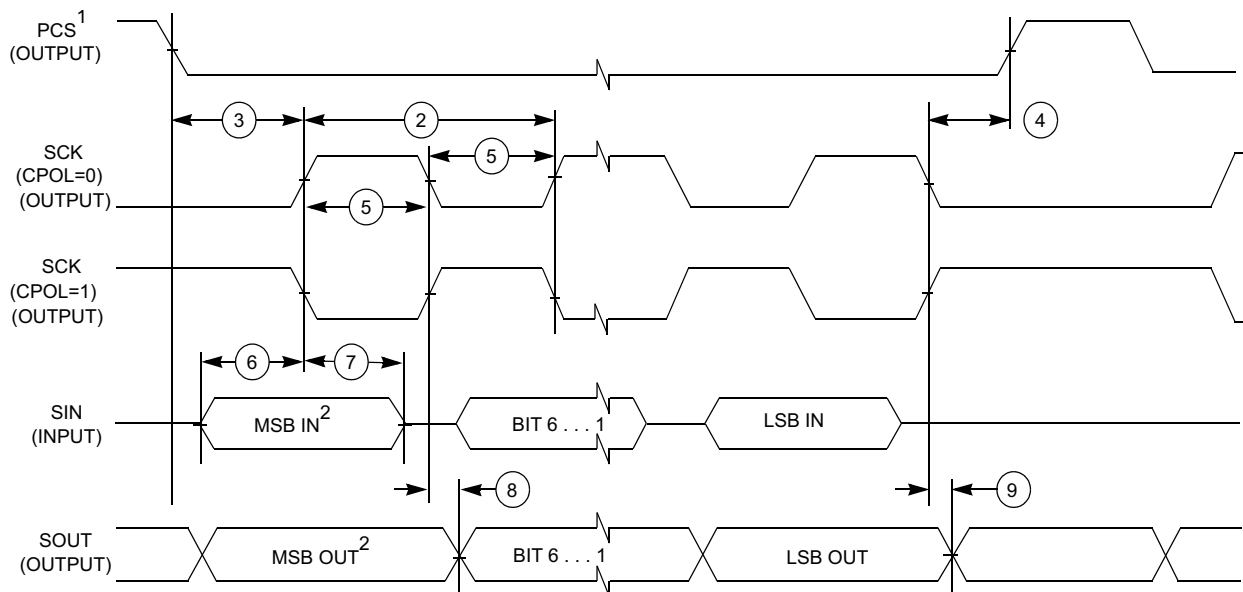 PCS1
(OUTPUT)
3
2
4
SCK
(CPOL=0)
(OUTPUT)
5
5
SCK
(CPOL=1)
(OUTPUT)
6
7
SIN
(INPUT)
MSB IN2
BIT 6 . . . 1
LSB IN
8
9
SOUT
(OUTPUT)
MSB OUT2
BIT 6 . . . 1
LSB OUT